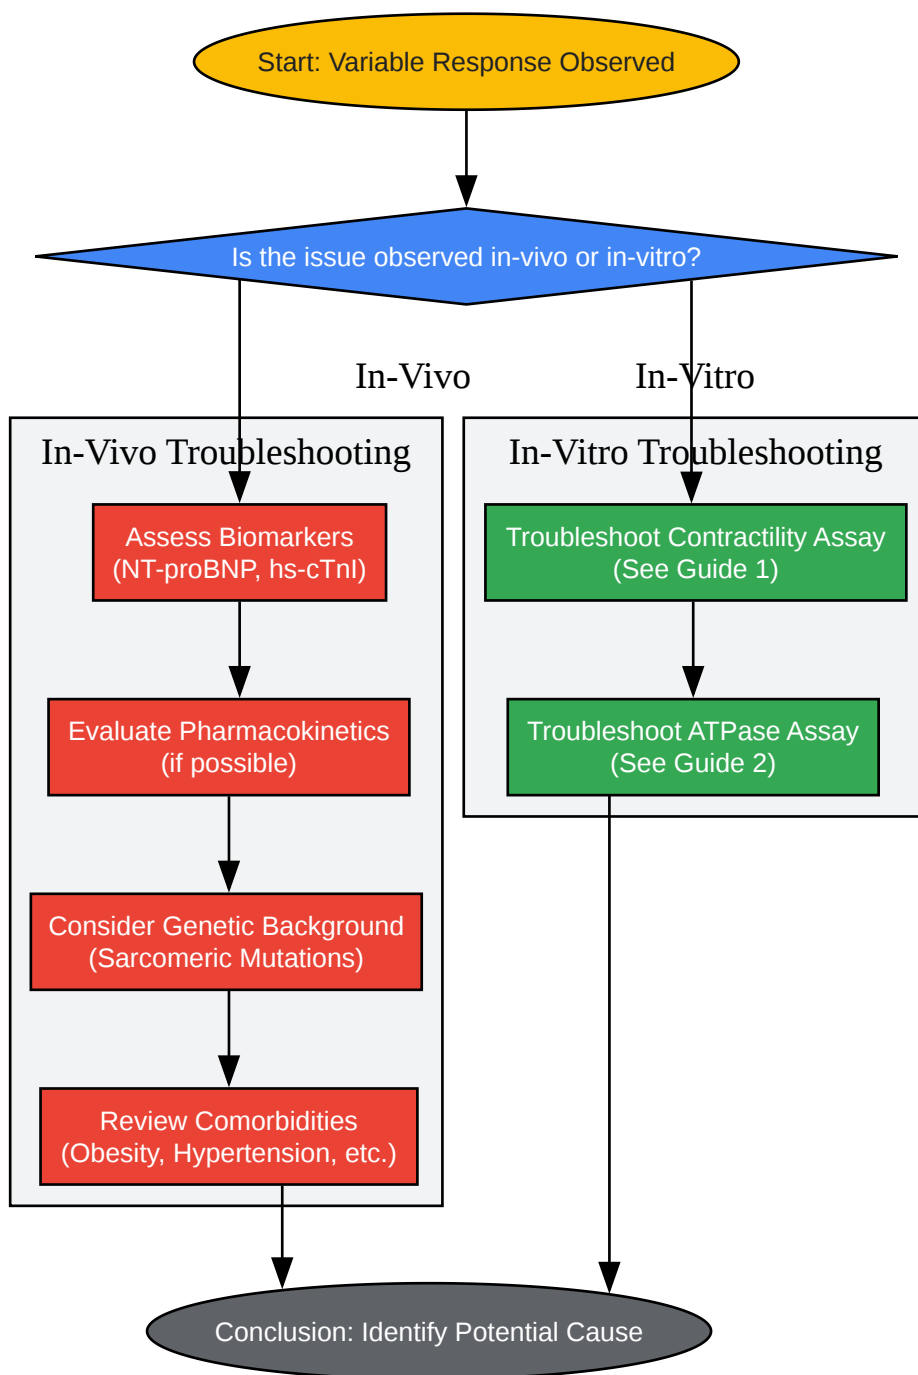 Start: Variable Response Observed
Is the issue observed in-vivo or in-vitro?
In-Vivo
In-Vitro
In-Vivo Troubleshooting
Assess Biomarkers
(NT-proBNP, hs-cTnI)
Evaluate Pharmacokinetics
(if possible)
Consider Genetic Background
(Sarcomeric Mutations)
Review Comorbidities
(Obesity, Hypertension, etc.)
In-Vitro Troubleshooting
Troubleshoot Contractility Assay
(See Guide 1)
Troubleshoot ATPase Assay
(See Guide 2)
Conclusion: Identify Potential Cause